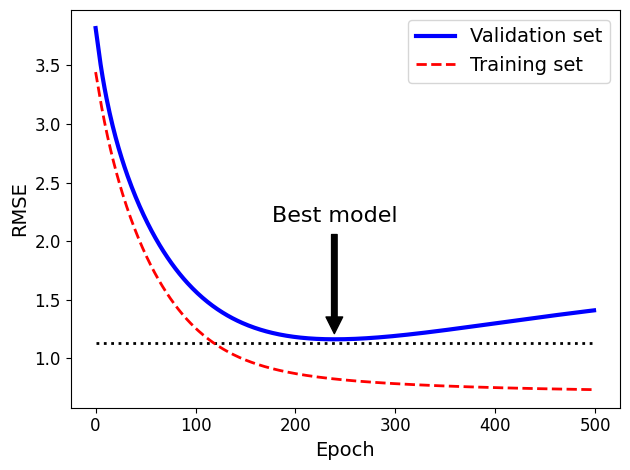 Validation set
Training set
Best model
RMSE
3.5
3.0
2.5
2.0
1.5
1.0
0 100 200 300 400 500
Epoch